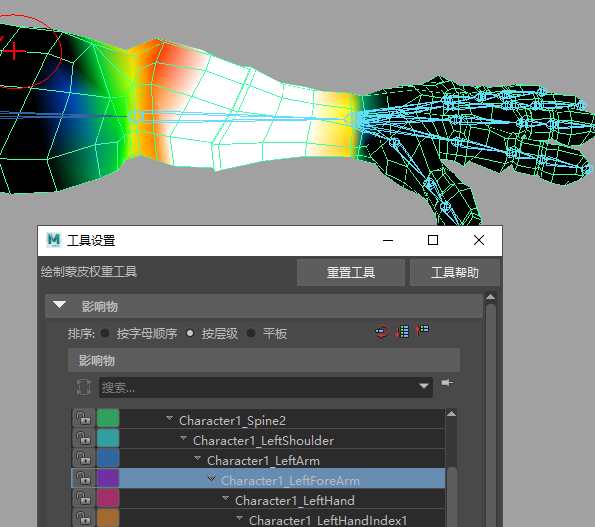 M
工具设置
绘制蒙皮权重工具
重置工具
工具帮助
影响物
排序: 按字母顺序 按层级 平板
影响物
搜索...
Character1_Spine2
Character1_LeftShoulder
Character1_LeftArm
Character1_LeftForeArm
Character1_LeftHand
Character1_LeftHandIndex1